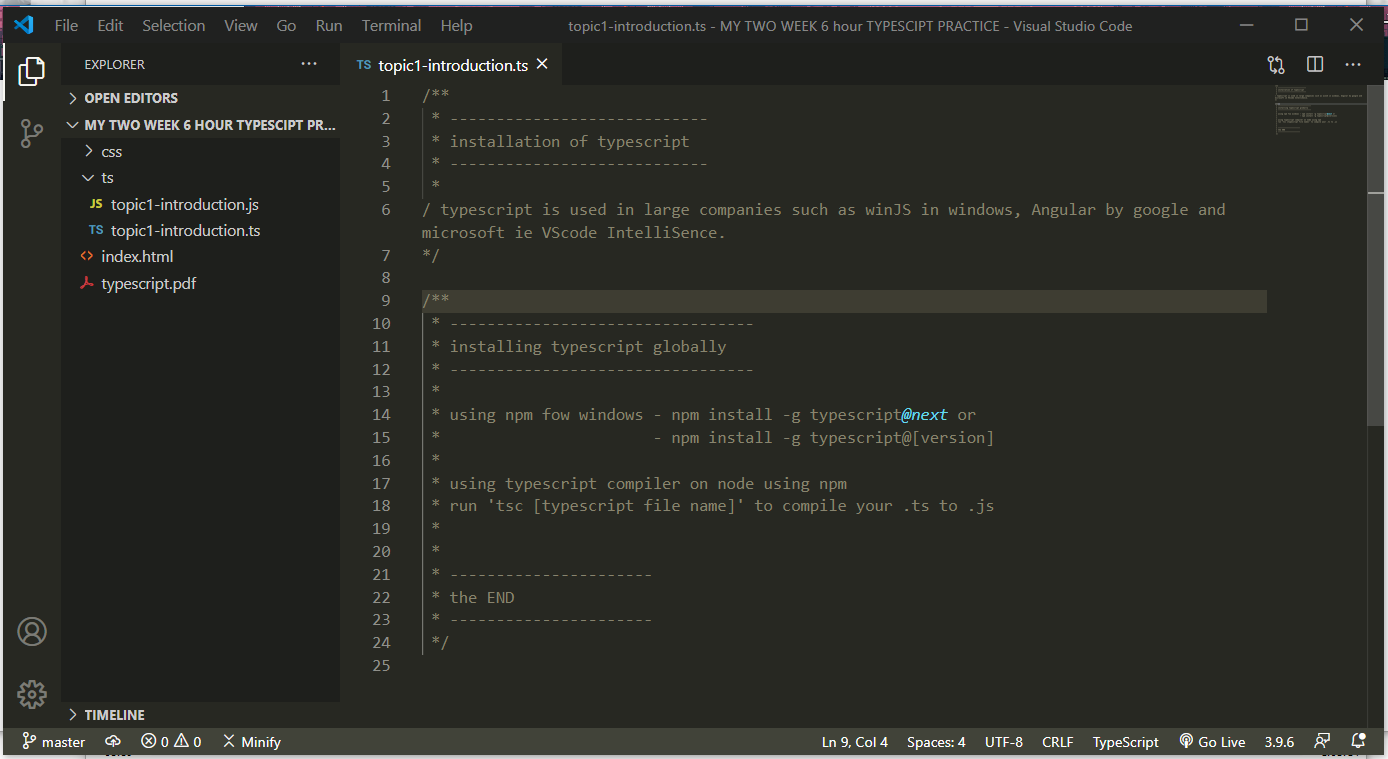 File Edit Selection View Go Run Terminal Help topic1-introduction.ts - MY TWO WEEK 6 hour TYPESCIPT PRACTICE - Visual Studio Code
EXPLORER
OPEN EDITORS
MY TWO WEEK 6 HOUR TYPESCIPT PR...
css
ts
JS topic1-introduction.js
TS topic1-introduction.ts
<> index.html
typescript.pdf
TIMELINE
TS topic1-introduction.ts
1 /**
2 * ----------------------------
3 * installation of typescript
4 * ----------------------------
5 *
6 / typescript is used in large companies such as winJS in windows, Angular by google and
microsoft ie VScode IntelliSence.
7 */
8
9 /**
10 * ---------------------------------
11 * installing typescript globally
12 * ---------------------------------
13 *
14 * using npm fow windows - npm install -g typescript@next or
15 * - npm install -g typescript@[version]
16 *
17 * using typescript compiler on node using npm
18 * run 'tsc [typescript file name]' to compile your .ts to .js
19 *
20 *
21 * ----------------------
22 * the END
23 * ----------------------
24 */
25
master 0 0 Minify Ln 9, Col 4 Spaces: 4 UTF-8 CRLF TypeScript Go Live 3.9.6